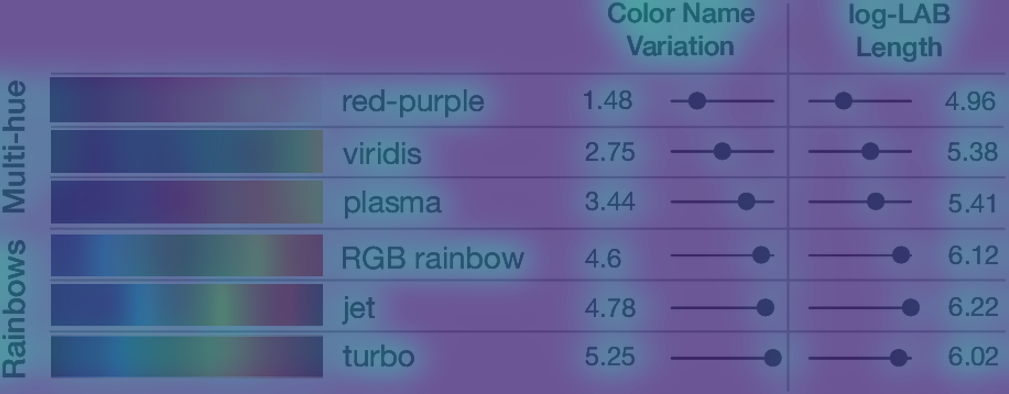 Color Name Variation log-LAB Length
Multi-hue
red-purple 1.48 4.96
viridis 2.75 5.38
plasma 3.44 5.41
Rainbows
RGB rainbow 4.6 6.12
jet 4.78 6.22
turbo 5.25 6.02